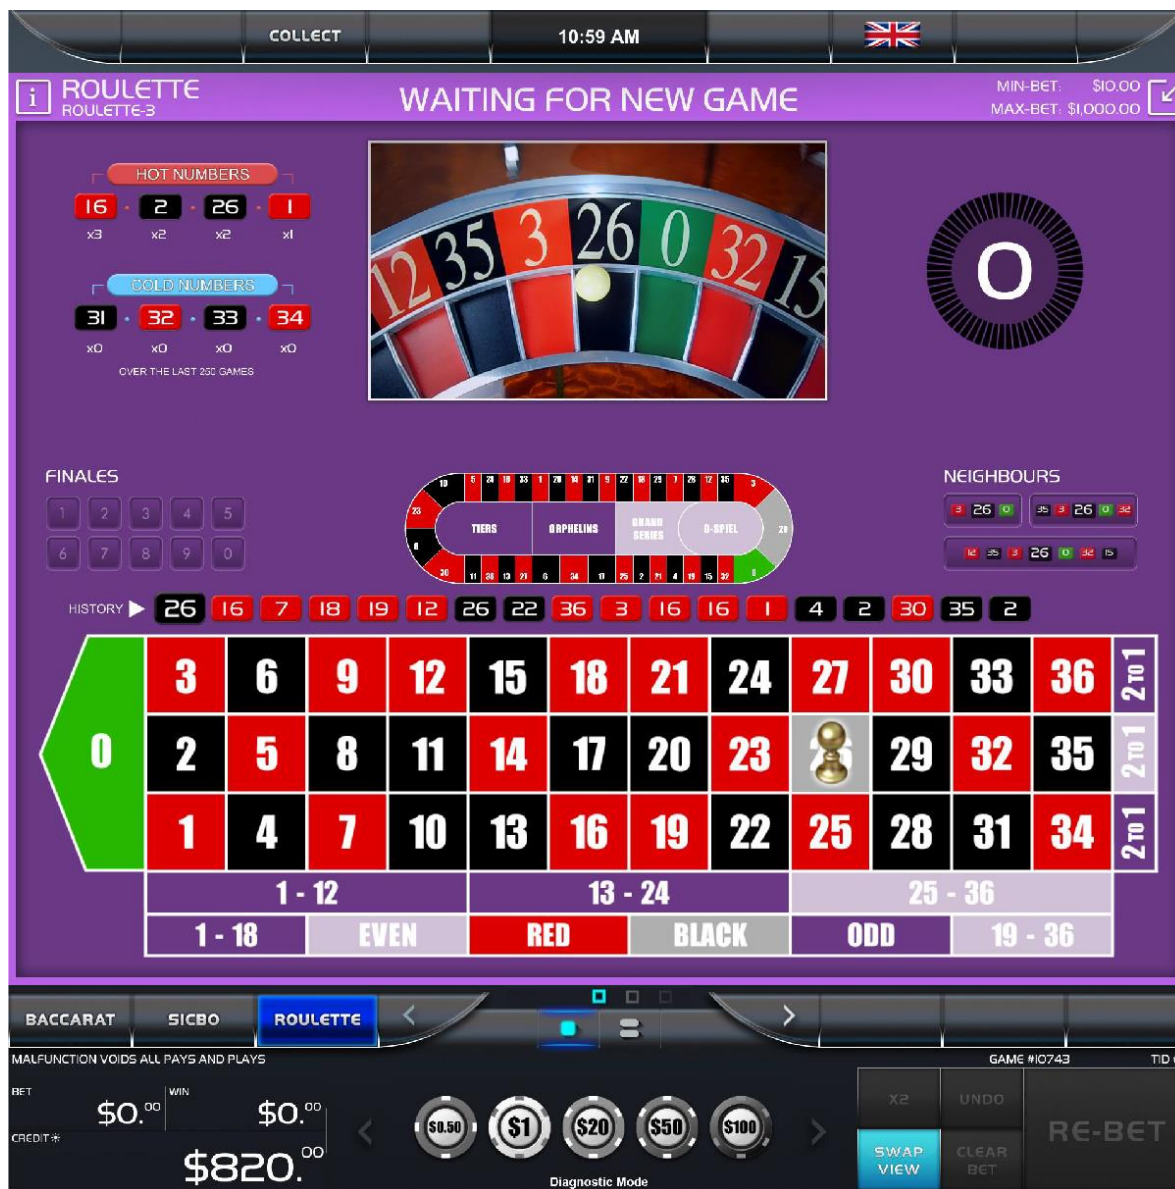 COLLECT 10:59 AM
ROULETTE
ROULETTE-3
WAITING FOR NEW GAME
MIN-BET: $10.00
MAX-BET: $1,000.00
HOT NUMBERS
16 2 26 1
x3 x2 x2 x1
COLD NUMBERS
31 32 33 34
x0 x0 x0 x0
OVER THE LAST 250 GAMES
12 35 3 26 0 32 15
0
FINALES
1 2 3 4 5
6 7 8 9 0
TIERS ORPHELINS GRAND SERIES 0-SPIEL
NEIGHBOURS
3 26 0 35 3 26 0 32
12 35 3 26 0 32 15
HISTORY 26 16 7 18 19 12 26 22 36 3 16 16 1 4 2 30 35 2
3 6 9 12 15 18 21 24 27 30 33 36 2 TO 1
0 2 5 8 11 14 17 20 23 29 32 35 2 TO 1
1 4 7 10 13 16 19 22 25 28 31 34 2 TO 1
1 - 12 13 - 24 25 - 36
1 - 18 EVEN RED BLACK ODD 19 - 36
BACCARAT SICBO ROULETTE
MALFUNCTION VOIDS ALL PAYS AND PLAYS GAME #10743 TID
BET $0.00 WIN $0.00
CREDIT $820.00
$0.50 $1 $20 $50 $100
Diagnostic Mode
X2 UNDO
SWAP VIEW CLEAR BET
RE-BET